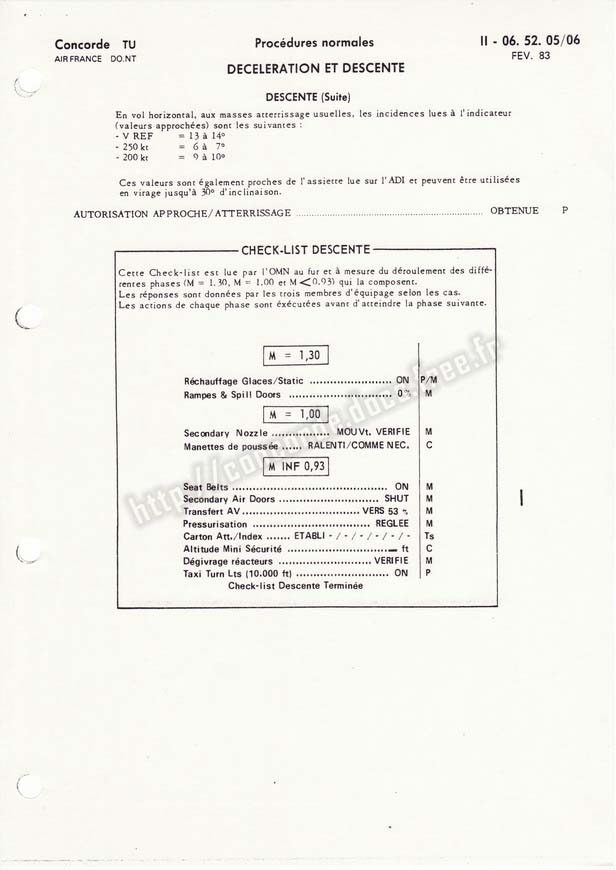 Concorde TU Procédures normales II - 06. 52. 05/06
AIR FRANCE DO.NT FEV. 83
DECELERATION ET DESCENTE
DESCENTE (Suite)
En vol horizontal, aux masses atterrissage usuelles, les incidences lues à l'indicateur
(valeurs approchées) sont les suivantes :
- V REF = 13 à 14°
- 250 kt = 6 à 7°
- 200 kt = 9 à 10°
Ces valeurs sont également proches de l'assiette lue sur l'ADI et peuvent être utilisées
en virage jusqu'à 30° d'inclinaison.
AUTORISATION APPROCHE/ATTERRISSAGE ........ OBTENUE P
CHECK-LIST DESCENTE
Cette Check-list est lue par l'OMN au fur et à mesure du déroulement des diffé-
rentes phases (M = 1.30, M = 1.00 et M < 0.93) qui la composent.
Les réponses sont données par les trois membres d'équipage selon les cas.
Les actions de chaque phase sont éxécutées avant d'atteindre la phase suivante.
M = 1,30
Réchauffage Glaces/Static ........ ON P/M
Rampes & Spill Doors ........ 0 % M
M = 1,00
Secondary Nozzle ........ MOUVt. VERIFIE M
Manettes de poussée ...... RALENTI/COMME NEC. C
M INF 0,93
Seat Belts ........ ON M
Secondary Air Doors ........ SHUT M
Transfert AV ........ VERS 53 % M
Pressurisation ........ REGLEE M
Carton Att./Index ....... ETABLI - / - / - / - / - / - Ts
Altitude Mini Sécurité ........ — ft C
Dégivrage réacteurs ........ VERIFIE M
Taxi Turn Lts (10.000 ft) ........ ON P
Check-list Descente Terminée
http://concorde.docs.free.fr